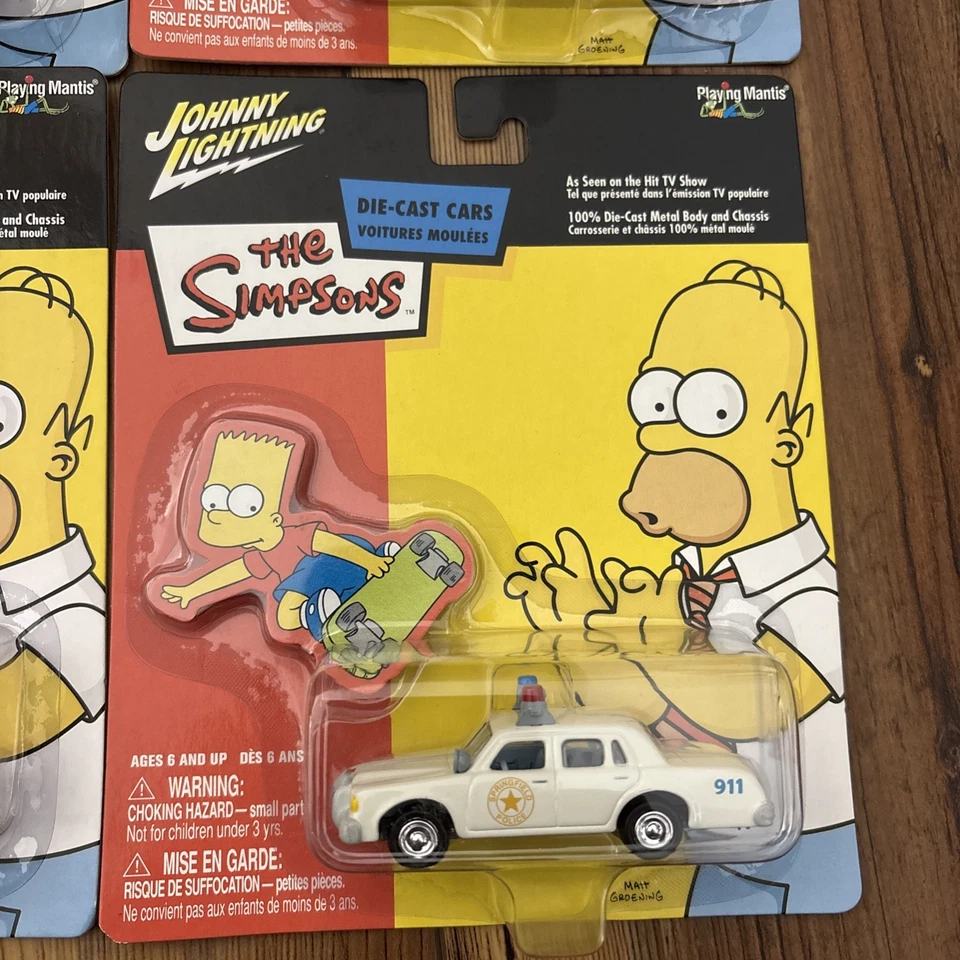 MISE EN GARDE:
RISQUE DE SUFFOCATION — petites pièces.
Ne convient pas aux enfants de moins de 3 ans.
MATT
GROENING
Playing Mantis®
TV populaire
and Chassis
métal moulé
JOHNNY
LIGHTNING®
Playing Mantis®
DIE-CAST CARS
VOITURES MOULÉES
As Seen on the Hit TV Show
Tel que présenté dans l'émission TV populaire
100% Die-Cast Metal Body and Chassis
Carrosserie et châssis 100% métal moulé
THE
SIMPSONS™
SPRINGFIELD
POLICE
911
AGES 6 AND UP DÈS 6 ANS
WARNING:
CHOKING HAZARD — small part
Not for children under 3 yrs.
MISE EN GARDE:
RISQUE DE SUFFOCATION — petites pièces.
Ne convient pas aux enfants de moins de 3 ans.
MATT
GROENING